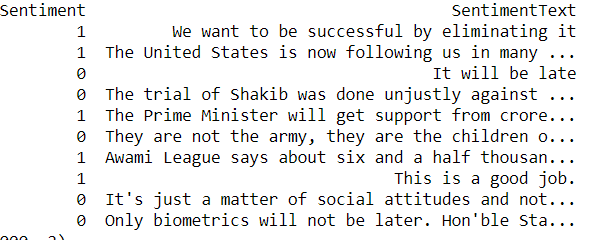 Sentiment SentimentText
1 We want to be successful by eliminating it
1 The United States is now following us in many ...
0 It will be late
0 The trial of Shakib was done unjustly against ...
1 The Prime Minister will get support from crore...
0 They are not the army, they are the children o...
1 Awami League says about six and a half thousan...
1 This is a good job.
0 It's just a matter of social attitudes and not...
0 Only biometrics will not be later. Hon'ble Sta...